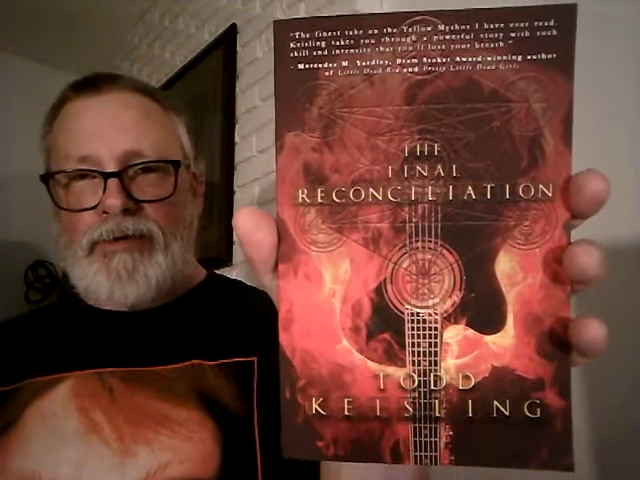 "The finest take on the Yellow Mythos I have ever read.
Keisling takes you through a powerful story with such
skill and intensity that you'll lose your breath"
- Mercedes M. Yardley, Bram Stoker Award-winning author
of Little Dead Red and Pretty Little Dead Girls
THE
FINAL
RECONCILIATION
TODD
KEISLING